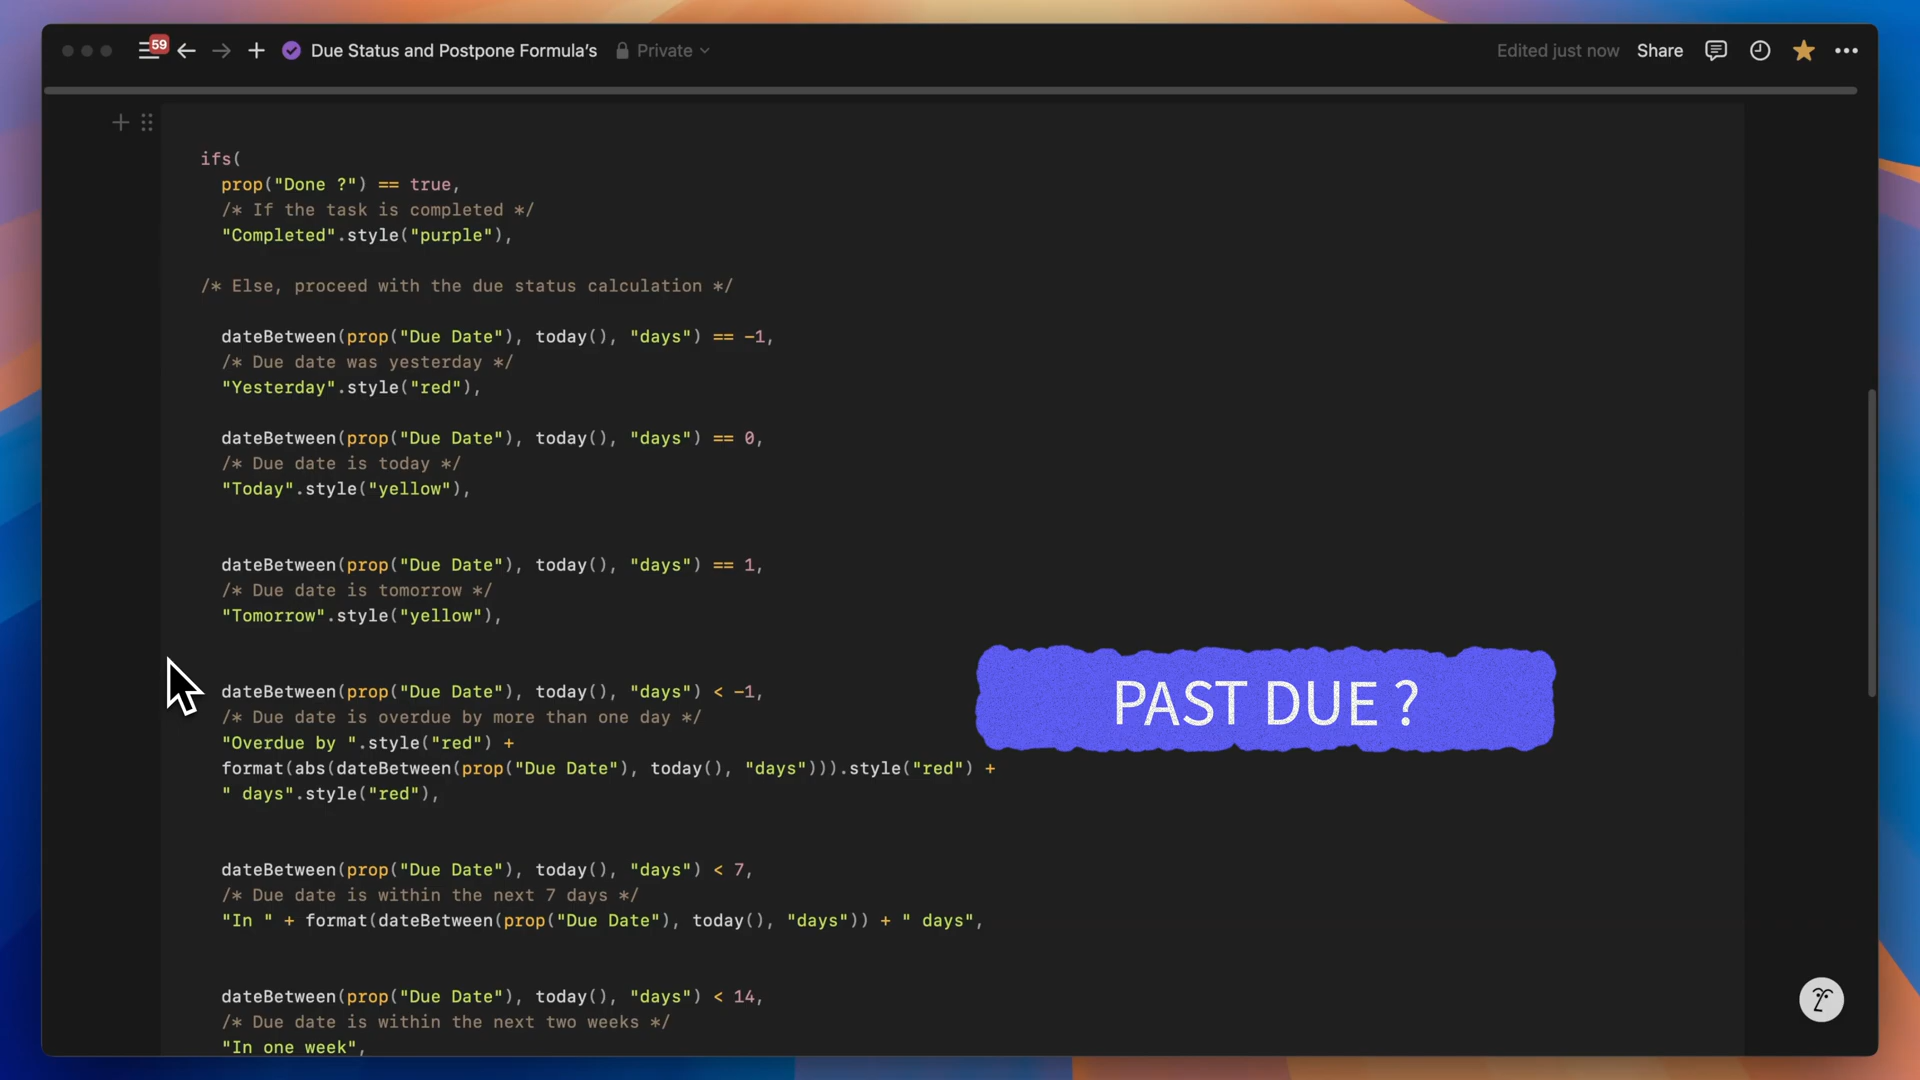 59
Due Status and Postpone Formula’s
Private
Edited just now
Share
ifs(
prop("Done ?") == true,
/* If the task is completed */
"Completed".style("purple"),
/* Else, proceed with the due status calculation */
dateBetween(prop("Due Date"), today(), "days") == -1,
/* Due date was yesterday */
"Yesterday".style("red"),
dateBetween(prop("Due Date"), today(), "days") == 0,
/* Due date is today */
"Today".style("yellow"),
dateBetween(prop("Due Date"), today(), "days") == 1,
/* Due date is tomorrow */
"Tomorrow".style("yellow"),
dateBetween(prop("Due Date"), today(), "days") < -1,
/* Due date is overdue by more than one day */
"Overdue by ".style("red") +
format(abs(dateBetween(prop("Due Date"), today(), "days"))).style("red") +
" days".style("red"),
PAST DUE ?
dateBetween(prop("Due Date"), today(), "days") < 7,
/* Due date is within the next 7 days */
"In " + format(dateBetween(prop("Due Date"), today(), "days")) + " days",
dateBetween(prop("Due Date"), today(), "days") < 14,
/* Due date is within the next two weeks */
"In one week",